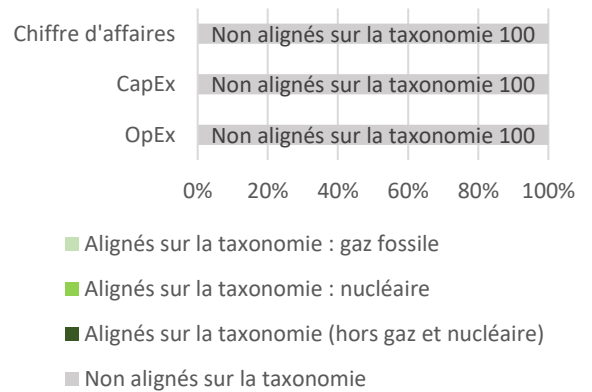 Chiffre d'affaires Non alignés sur la taxonomie 100
CapEx Non alignés sur la taxonomie 100
OpEx Non alignés sur la taxonomie 100
0% 20% 40% 60% 80% 100%
Alignés sur la taxonomie : gaz fossile
Alignés sur la taxonomie : nucléaire
Alignés sur la taxonomie (hors gaz et nucléaire)
Non alignés sur la taxonomie